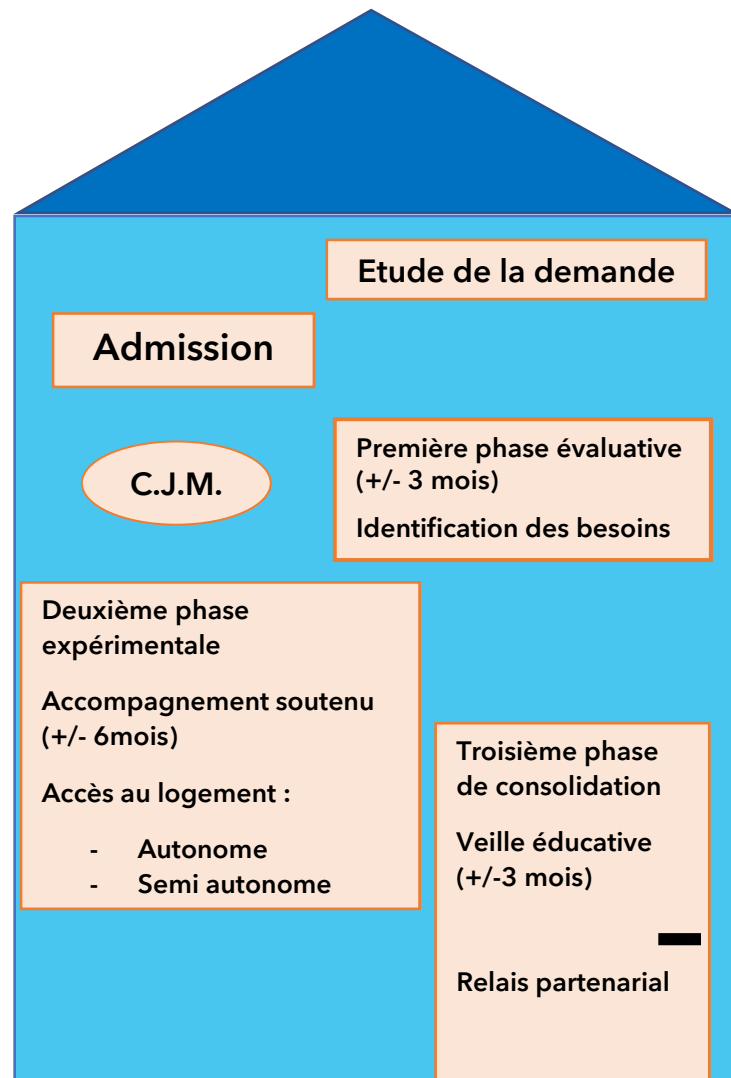 Etude de la demande
Admission
C.J.M.
Première phase évaluative
(+/- 3 mois)
Identification des besoins
Deuxième phase
expérimentale
Accompagnement soutenu
(+/- 6mois)
Accès au logement :
- Autonome
- Semi autonome
Troisième phase
de consolidation
Veille éducative
(+/-3 mois)
Relais partenarial